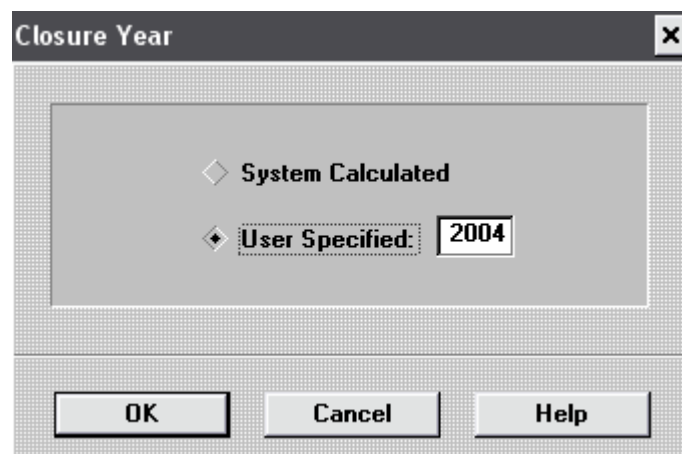 Closure Year
System Calculated
User Specified: 2004
OK Cancel Help